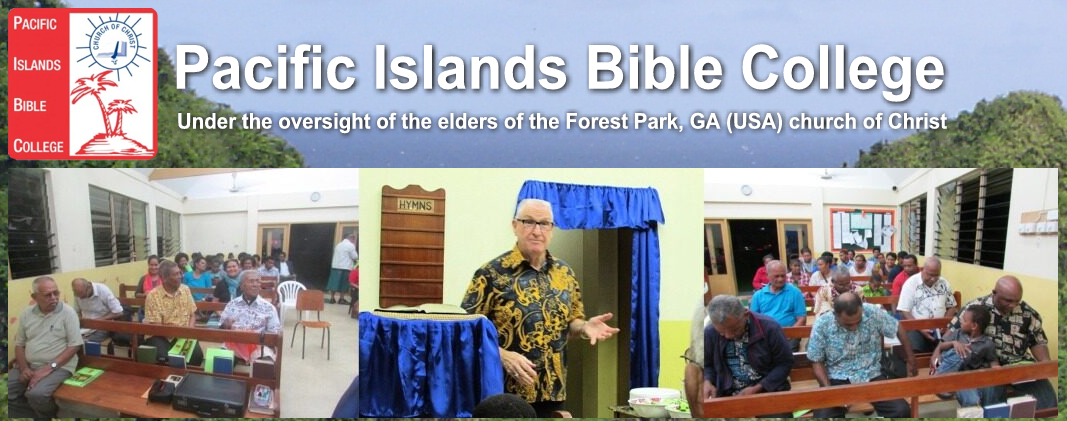 PACIFIC
ISLANDS
BIBLE
COLLEGE
CHURCH OF CHRIST
Pacific Islands Bible College
Under the oversight of the elders of the Forest Park, GA (USA) church of Christ
HYMNS